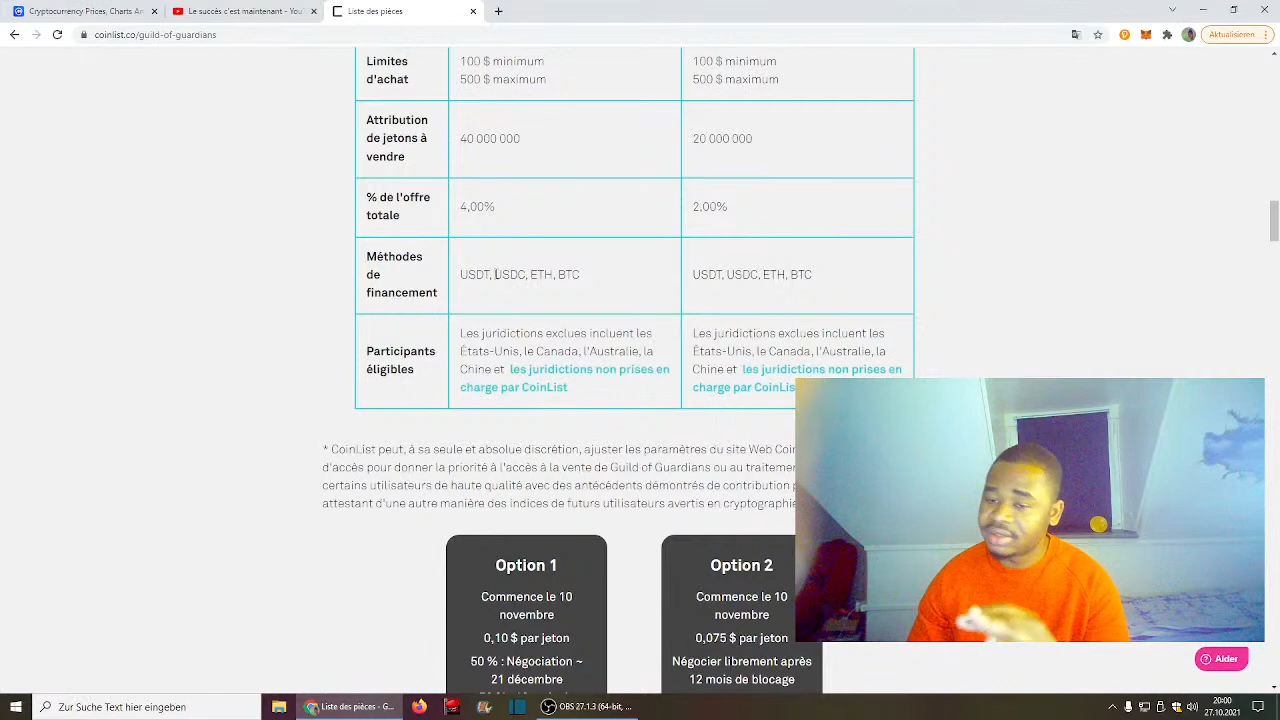 Cryptocurrency Prices, Charts An
Le succès c'est maintenant - You
Liste des pièces
coinlist.co/guild-of-guardians
Aktualisieren
Limites d'achat
100 $ minimum
500 $ maximum
100 $ minimum
500 $ maximum
Attribution de jetons à vendre
40 000 000
20 000 000
% de l'offre totale
4,00%
2,00%
Méthodes de financement
USDT, USDC, ETH, BTC
USDT, USDC, ETH, BTC
Participants éligibles
Les juridictions exclues incluent les
États-Unis, le Canada, l'Australie, la
Chine et les juridictions non prises en
charge par CoinList
Les juridictions exclues incluent les
États-Unis, le Canada, l'Australie, la
Chine et les juridictions non prises en
charge par CoinLis
* CoinList peut, à sa seule et absolue discrétion, ajuster les paramètres du site Web Coin
d'accès pour donner la priorité à l'accès à la vente de Guild of Guardians ou au traitement
certains utilisateurs de haute qualité avec des antécédents démontrés de contribution p
attestant d'une autre manière des indices de futurs utilisateurs avertis en cryptographie
Option 1
Commence le 10
novembre
0,10 $ par jeton
50 % : Négociation ~
21 décembre
Option 2
Commence le 10
novembre
0,075 $ par jeton
Négocier librement après
12 mois de blocage
Aider
Zur Suche Text hier eingeben
Liste des pièces - G...
OBS 27.1.3 (64-bi...
20:00
27.10.2021